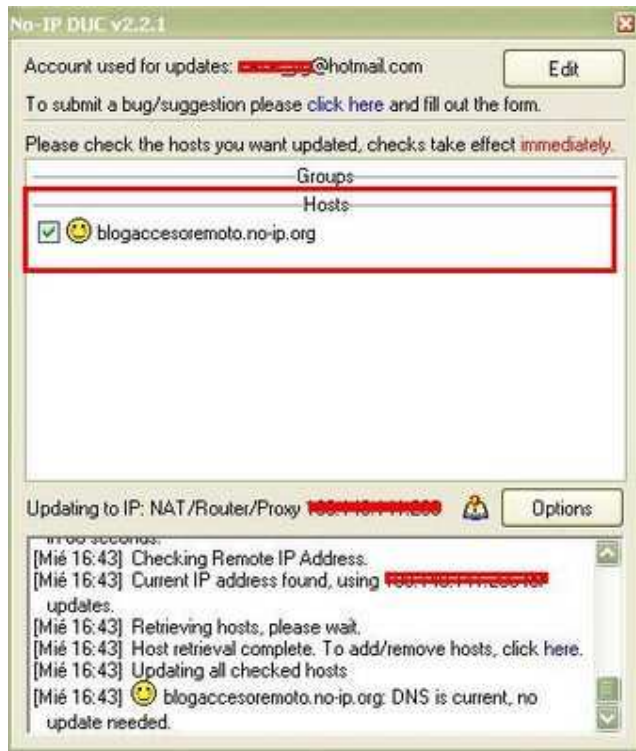 No-IP DUC v2.2.1
Account used for updates: @hotmail.com
Edit
To submit a bug/suggestion please click here and fill out the form.
Please check the hosts you want updated, checks take effect immediately.
Groups
Hosts
blogaccesoremoto.no-ip.org
Updating to IP: NAT/Router/Proxy
Options
seconds.
[Mié 16:43] Checking Remote IP Address.
[Mié 16:43] Current IP address found, using
updates.
[Mié 16:43] Retrieving hosts, please wait.
[Mié 16:43] Host retrieval complete. To add/remove hosts, click here.
[Mié 16:43] Updating all checked hosts
[Mié 16:43] blogaccesoremoto.no-ip.org: DNS is current, no
update needed.